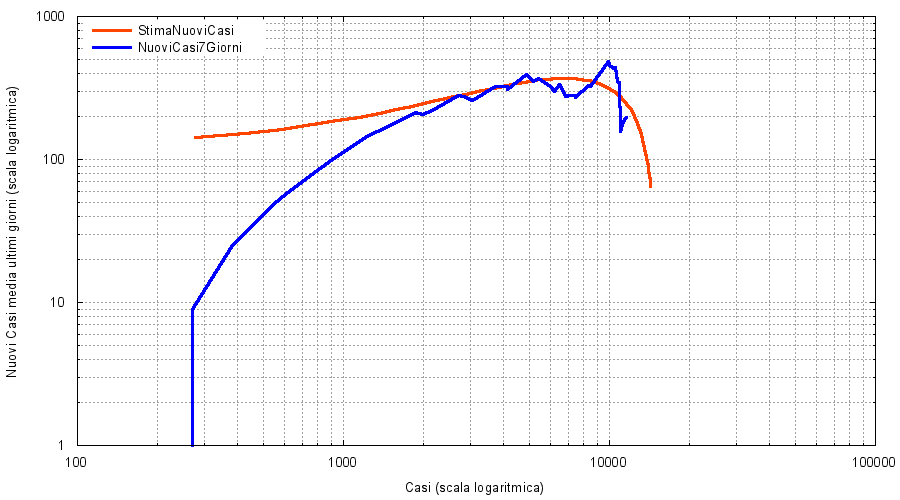 1000
100
10
1
100
1000
10000
100000
StimaNuoviCasi
NuoviCasi7Giorni
Nuovi Casi media ultimi giorni (scala logaritmica)
Casi (scala logaritmica)